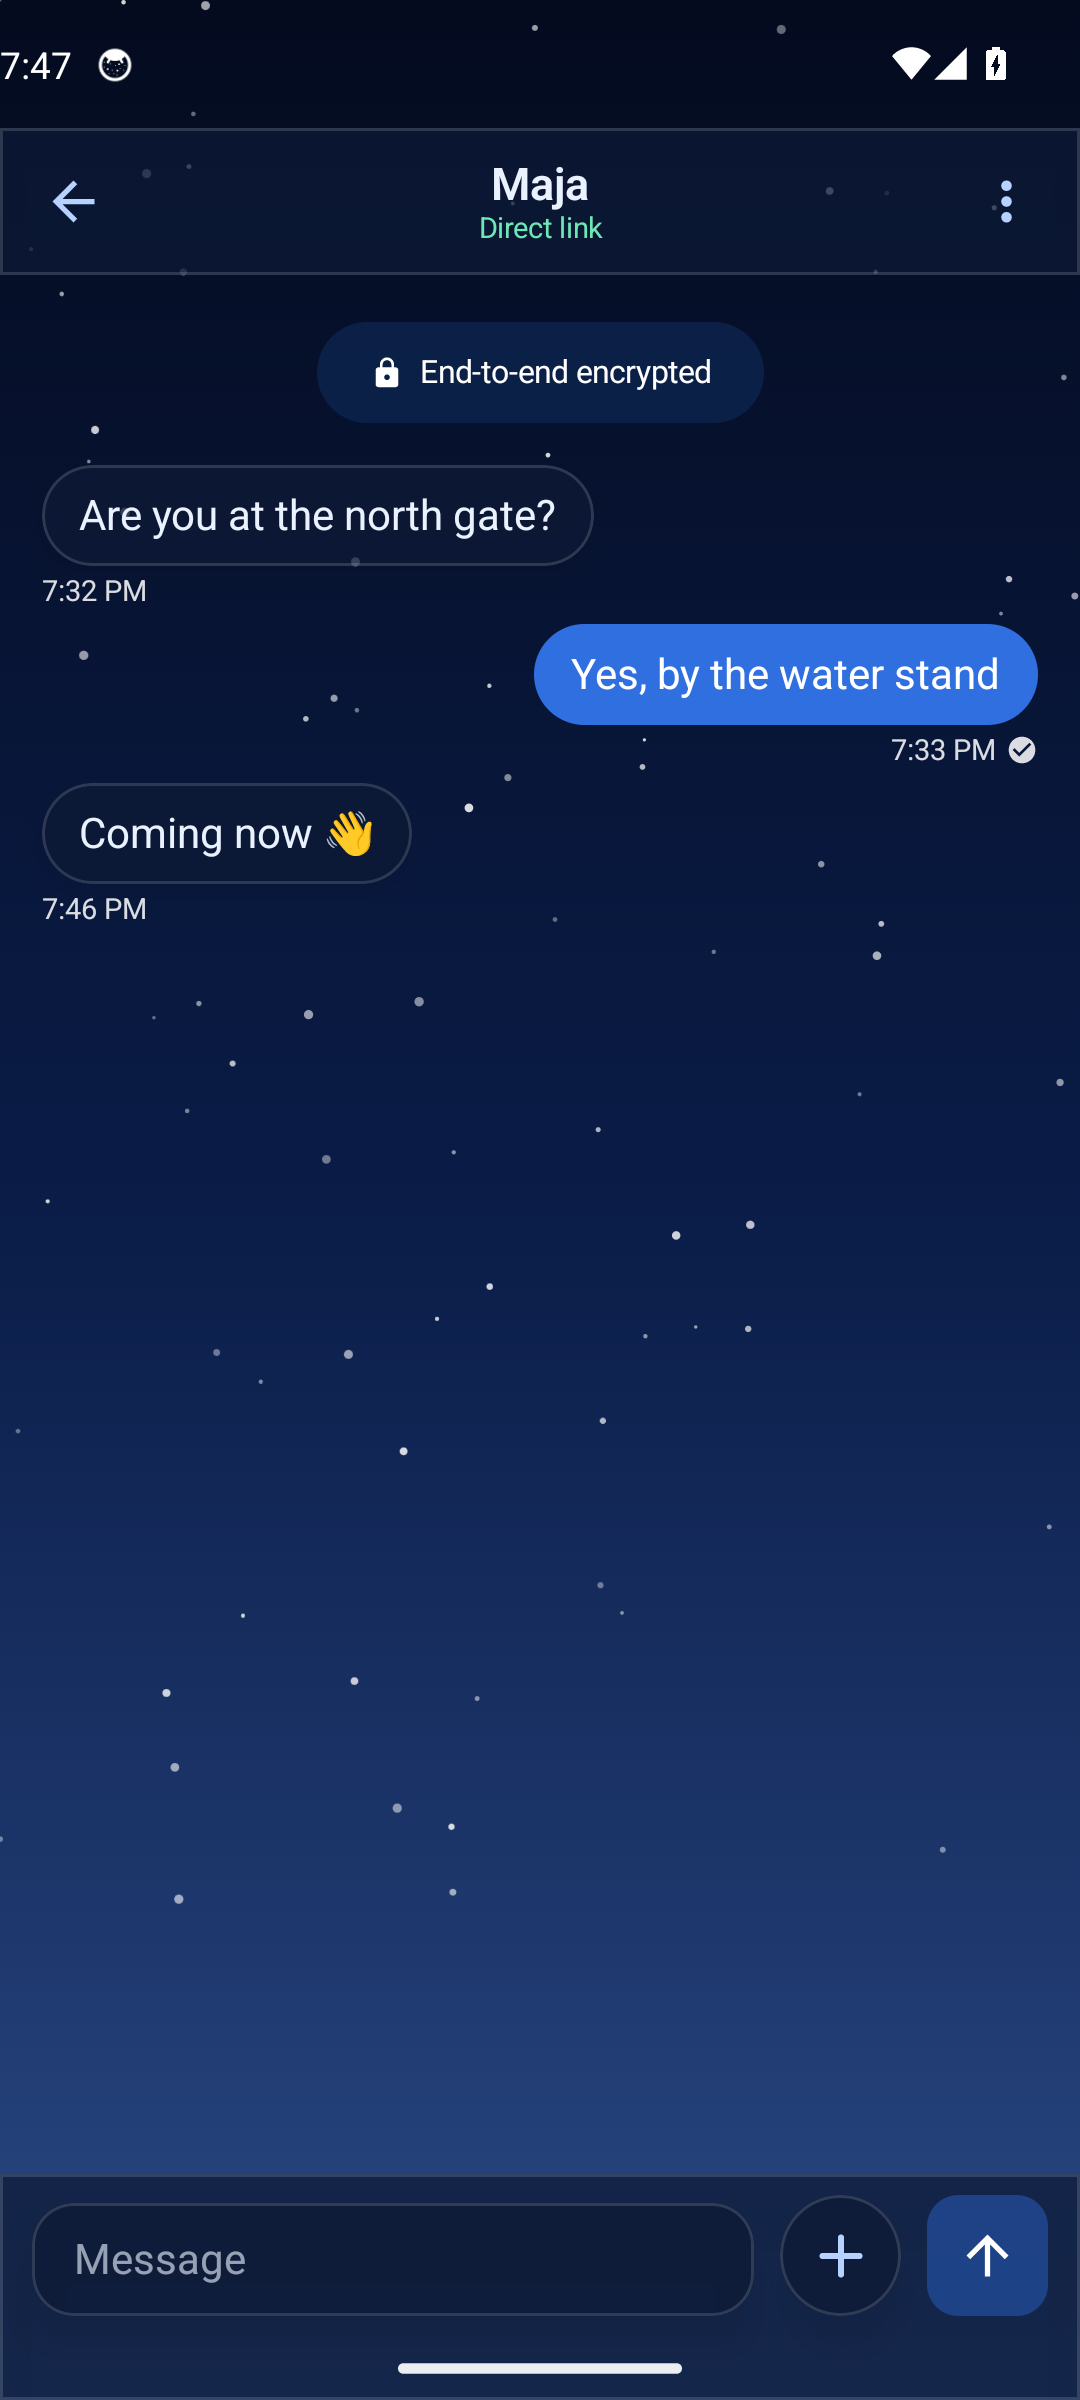 7:47
Maja
Direct link
End-to-end encrypted
Are you at the north gate?
7:32 PM
Yes, by the water stand
7:33 PM
Coming now 👋
7:46 PM
Message